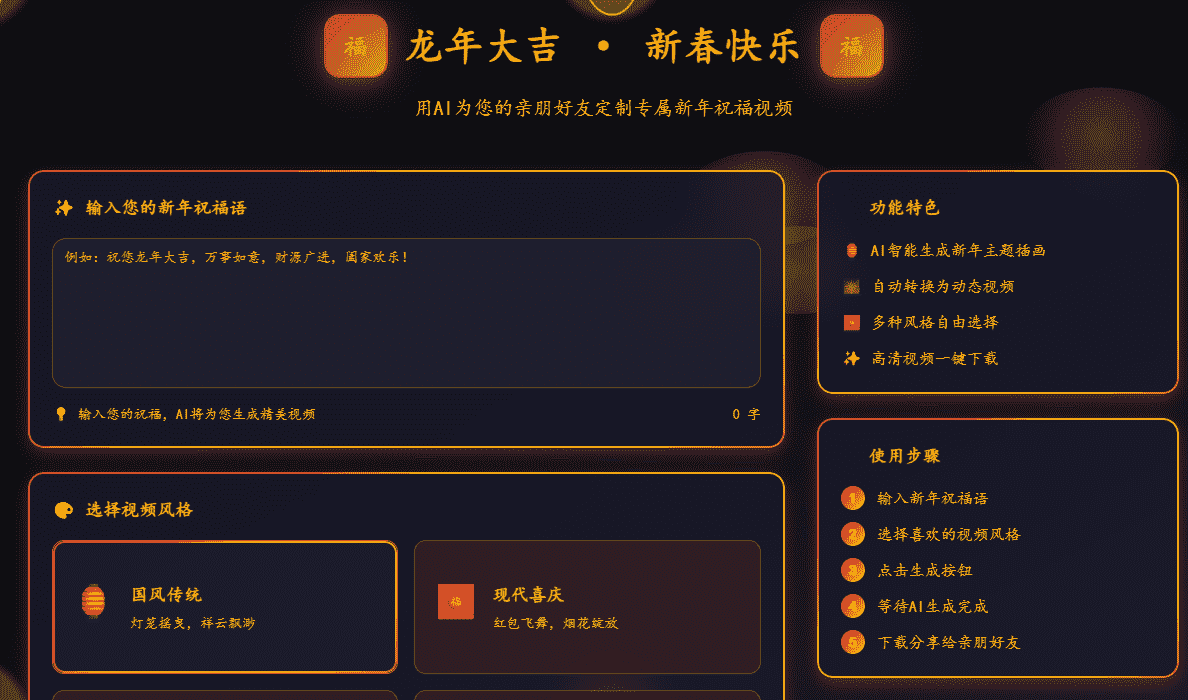 福 龙年大吉 • 新春快乐 福
用AI为您的亲朋好友定制专属新年祝福视频
输入您的新年祝福语
例如：祝您龙年大吉，万事如意，财源广进，阖家欢乐！
输入您的祝福，AI将为您生成精美视频
0 字
选择视频风格
国风传统
灯笼摇曳，祥云飘渺
福
现代喜庆
红包飞舞，烟花绽放
功能特色
AI智能生成新年主题插画
自动转换为动态视频
多种风格自由选择
高清视频一键下载
使用步骤
1 输入新年祝福语
2 选择喜欢的视频风格
3 点击生成按钮
4 等待AI生成完成
5 下载分享给亲朋好友